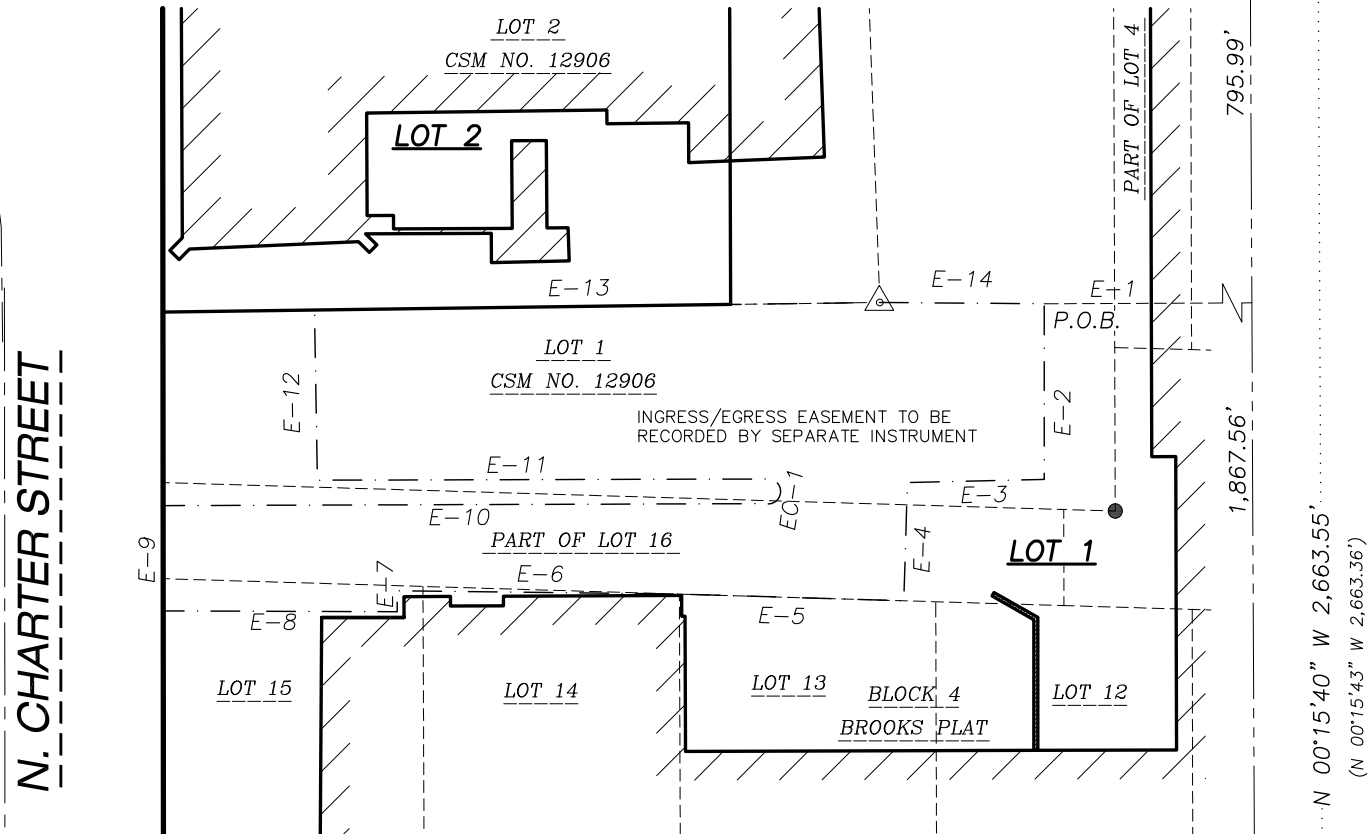 LOT 2
CSM NO. 12906
LOT 2
PART OF LOT 4
795.99'
E-13
E-14
E-1
P.O.B.
LOT 1
CSM NO. 12906
E-12
E-2
INGRESS/EGRESS EASEMENT TO BE
RECORDED BY SEPARATE INSTRUMENT
1,867.56'
N. CHARTER STREET
E-11
EC-1
E-3
E-10
E-9
PART OF LOT 16
E-4
LOT 1
E-7
E-6
E-8
E-5
LOT 15
LOT 14
LOT 13
BLOCK 4
BROOKS PLAT
LOT 12
N 00°15'40" W 2,663.55'
(N 00°15'43" W 2,663.36')